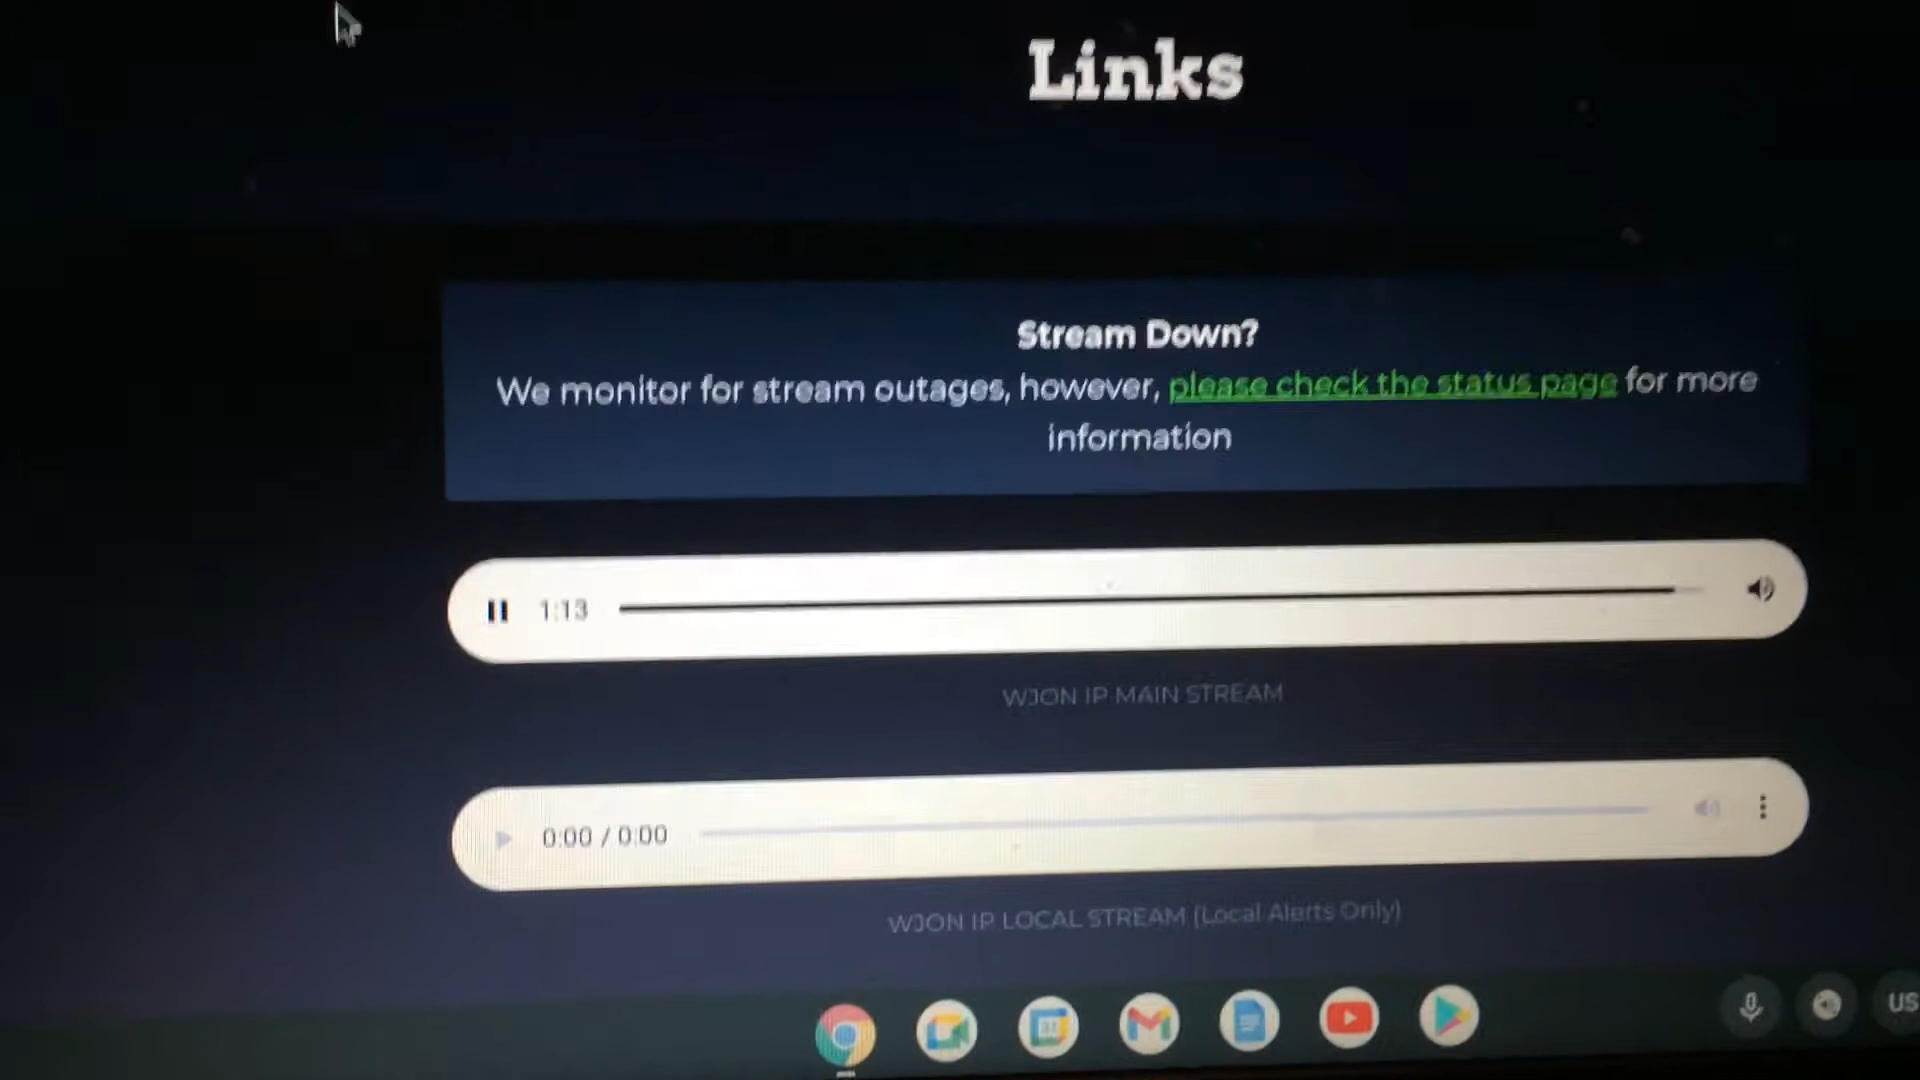 Links
Stream Down?
We monitor for stream outages, however, please check the status page for more
information
1:13
WJON IP MAIN STREAM
0:00 / 0:00
WJON IP LOCAL STREAM (Local Alerts Only)
31
US